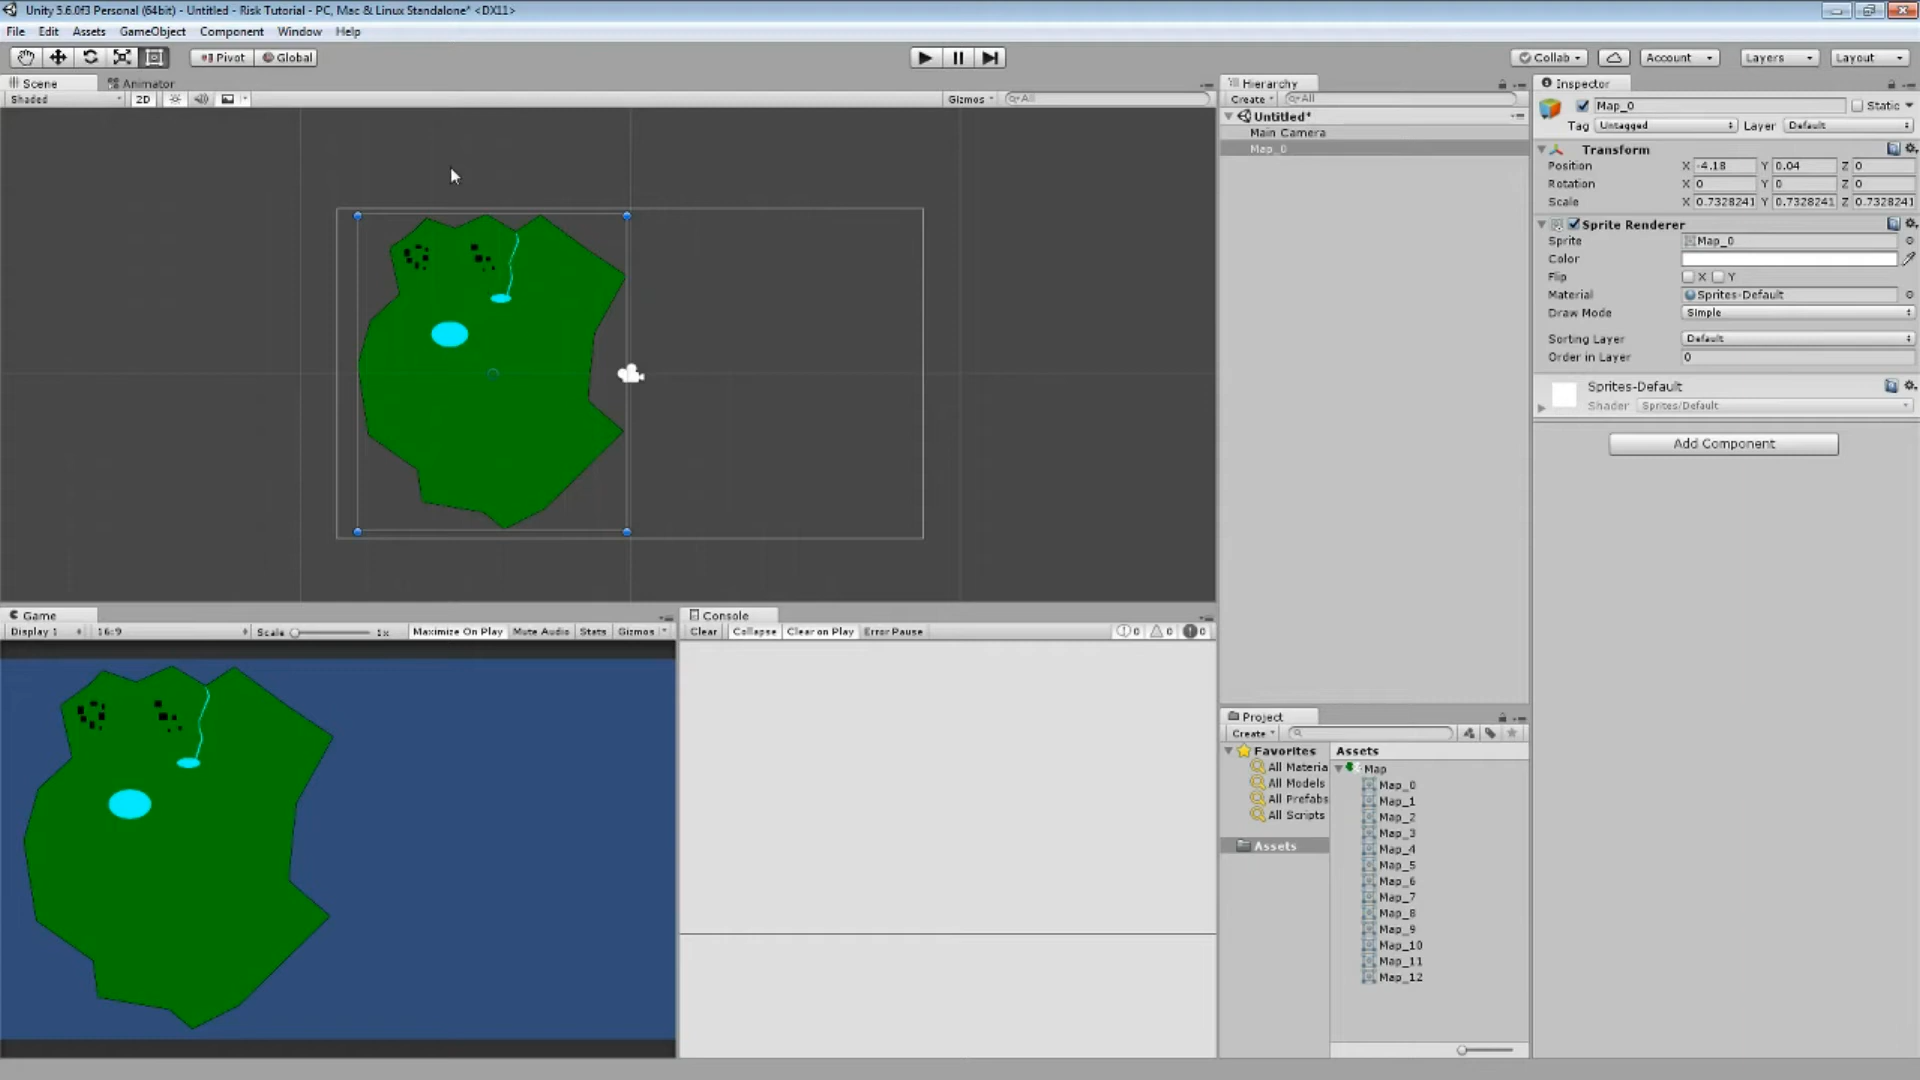 Unity 5.6.0f3 Personal (64bit) - Untitled - Risk Tutorial - PC, Mac & Linux Standalone* <DX11>
File Edit Assets GameObject Component Window Help
Pivot Global Collab Account Layers Layout
Scene Animator
Shaded 2D Gizmos All
Hierarchy
Create All
Untitled*
Main Camera
Map_0
Inspector
Map_0 Static
Tag Untagged Layer Default
Transform
Position X -4.18 Y 0.04 Z 0
Rotation X 0 Y 0 Z 0
Scale X 0.7328241 Y 0.7328241 Z 0.7328241
Sprite Renderer
Sprite Map_0
Color
Flip X Y
Material Sprites-Default
Draw Mode Simple
Sorting Layer Default
Order in Layer 0
Sprites-Default
Shader Sprites/Default
Add Component
Game
Display 1 16:9 Scale 1x Maximize On Play Mute Audio Stats Gizmos
Console
Clear Collapse Clear on Play Error Pause 0 0 0
Project
Create
Favorites
All Materia
All Models
All Prefabs
All Scripts
Assets
Assets
Map
Map_0
Map_1
Map_2
Map_3
Map_4
Map_5
Map_6
Map_7
Map_8
Map_9
Map_10
Map_11
Map_12